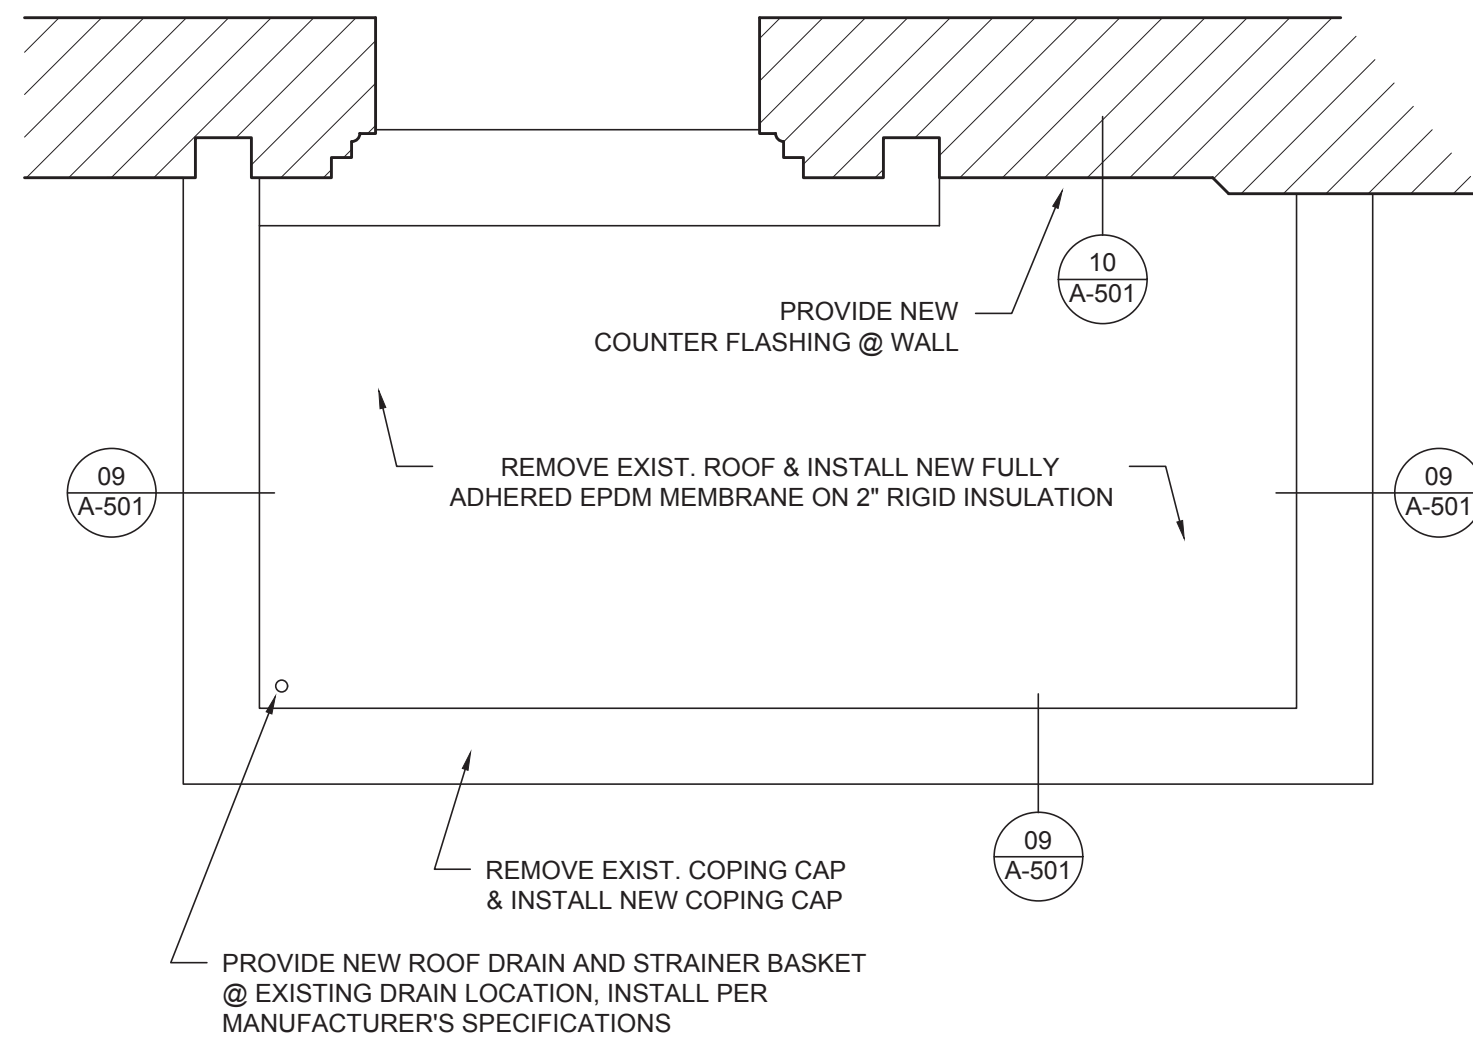 10
A-501
PROVIDE NEW
COUNTER FLASHING @ WALL
09
A-501
REMOVE EXIST. ROOF & INSTALL NEW FULLY
ADHERED EPDM MEMBRANE ON 2" RIGID INSULATION
09
A-501
09
A-501
REMOVE EXIST. COPING CAP
& INSTALL NEW COPING CAP
PROVIDE NEW ROOF DRAIN AND STRAINER BASKET
@ EXISTING DRAIN LOCATION, INSTALL PER
MANUFACTURER'S SPECIFICATIONS